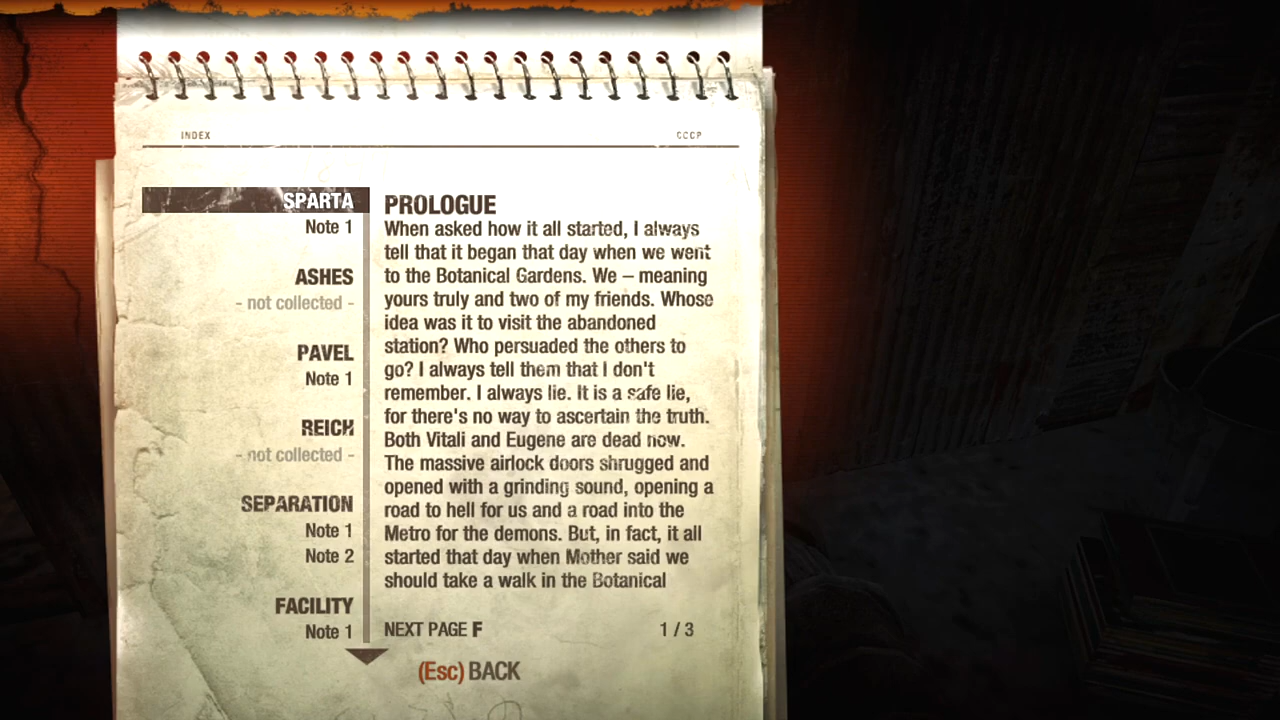 INDEX
CCCP
SPARTA
Note 1
ASHES
- not collected -
PAVEL
Note 1
REICH
- not collected -
SEPARATION
Note 1
Note 2
FACILITY
Note 1
PROLOGUE
When asked how it all started, I always
tell that it began that day when we went
to the Botanical Gardens. We – meaning
yours truly and two of my friends. Whose
idea was it to visit the abandoned
station? Who persuaded the others to
go? I always tell them that I don't
remember. I always lie. It is a safe lie,
for there's no way to ascertain the truth.
Both Vitali and Eugene are dead now.
The massive airlock doors shrugged and
opened with a grinding sound, opening a
road to hell for us and a road into the
Metro for the demons. But, in fact, it all
started that day when Mother said we
should take a walk in the Botanical
NEXT PAGE F
1 / 3
(Esc) BACK